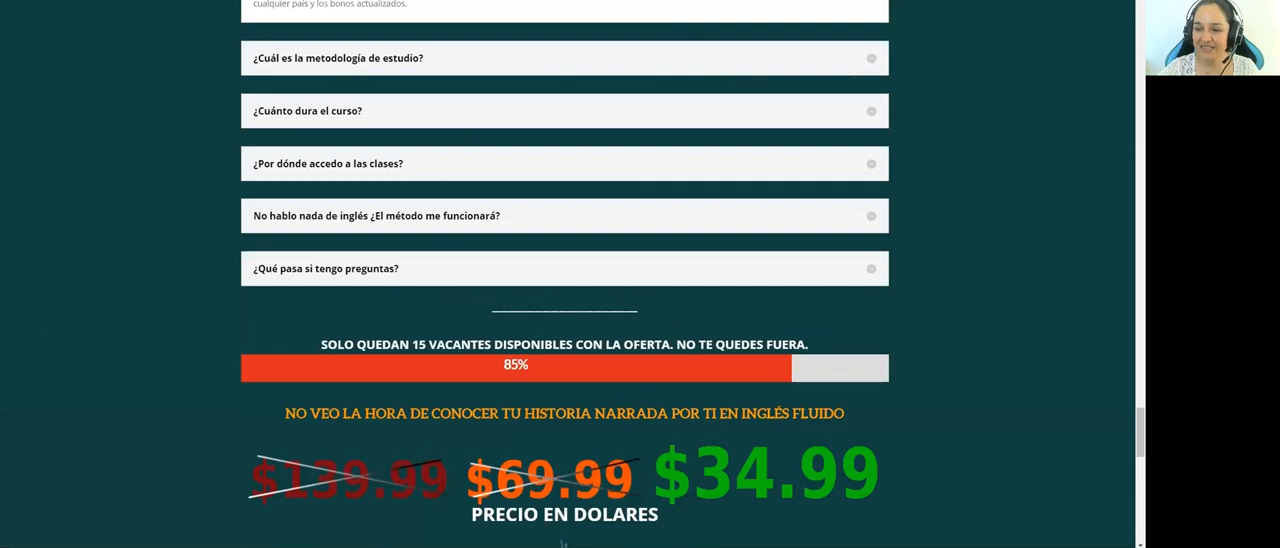 cualquier país y los bonos actualizados.
¿Cuál es la metodología de estudio?
¿Cuánto dura el curso?
¿Por dónde accedo a las clases?
No hablo nada de inglés ¿El método me funcionará?
¿Qué pasa si tengo preguntas?
SOLO QUEDAN 15 VACANTES DISPONIBLES CON LA OFERTA. NO TE QUEDES FUERA.
85%
NO VEO LA HORA DE CONOCER TU HISTORIA NARRADA POR TI EN INGLÉS FLUIDO
$139.99 $69.99 $34.99
PRECIO EN DOLARES